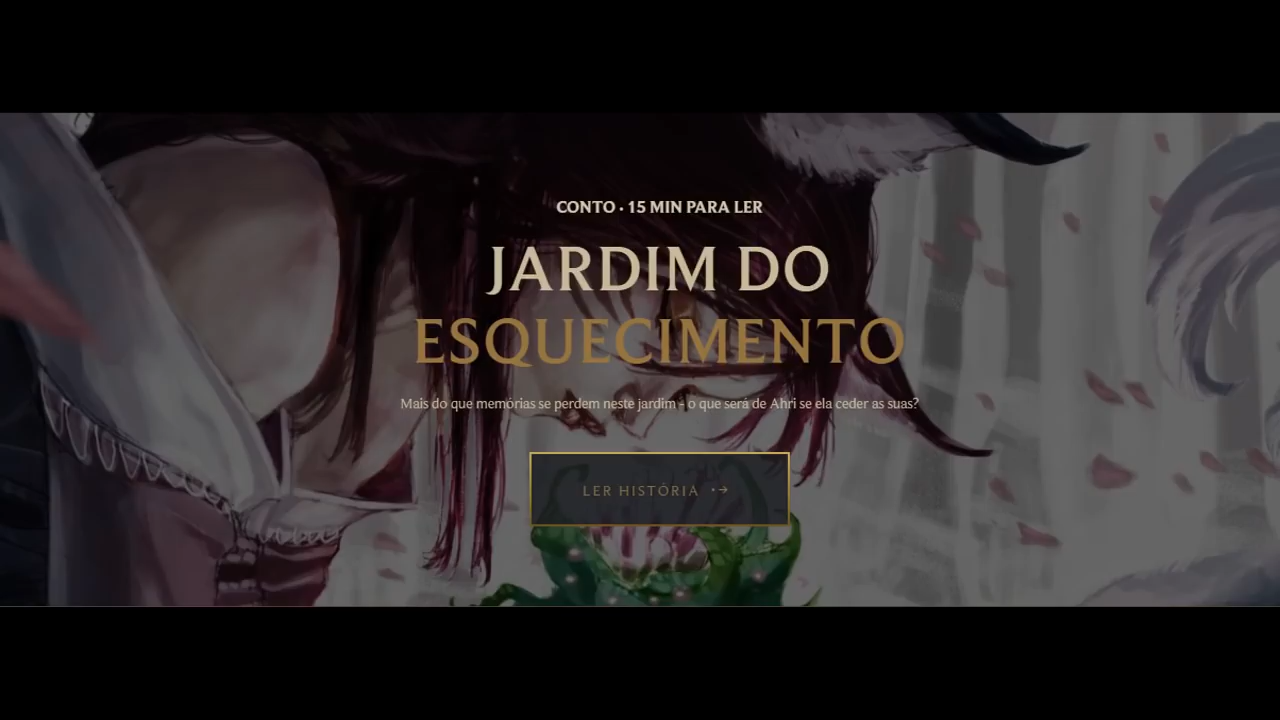 CONTO • 15 MIN PARA LER
JARDIM DO
ESQUECIMENTO
Mais do que memórias se perdem neste jardim - o que será de Ahri se ela ceder as suas?
LER HISTÓRIA